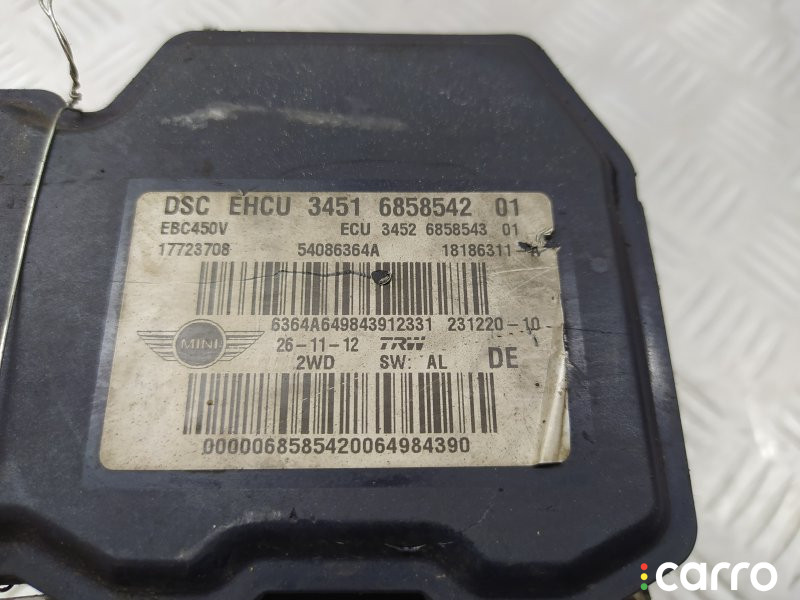 DSC EHCU 3451 6858542 01
EBC450V ECU 3452 6858543 01
17723708 54086364A 18186311-A
6364A649843912331 231220-10
MINI 26-11-12 TRW
2WD SW: AL DE
0000068585420064984390
carro